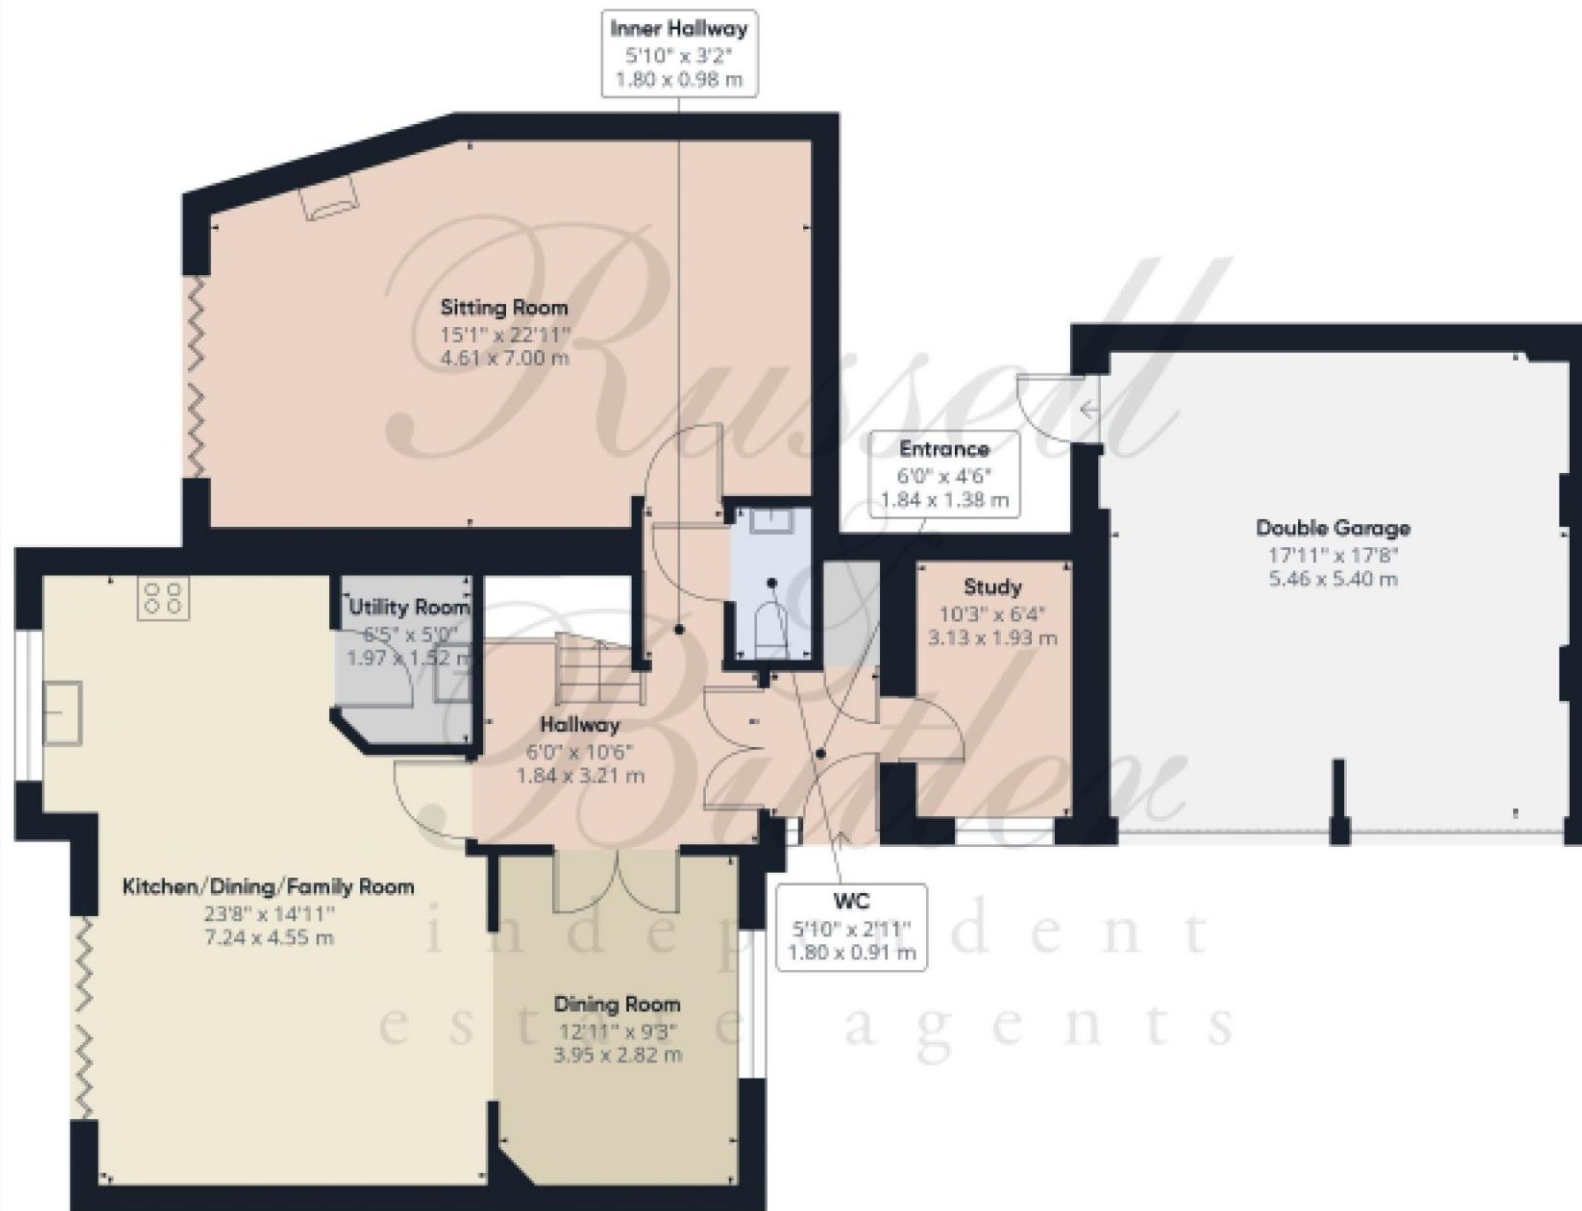 Inner Hallway
5'10" x 3'2"
1.80 x 0.98 m
Sitting Room
15'1" x 22'11"
4.61 x 7.00 m
Entrance
6'0" x 4'6"
1.84 x 1.38 m
Double Garage
17'11" x 17'8"
5.46 x 5.40 m
Study
10'3" x 6'4"
3.13 x 1.93 m
Utility Room
6'5" x 5'0"
1.97 x 1.52 m
Hallway
6'0" x 10'6"
1.84 x 3.21 m
Kitchen/Dining/Family Room
23'8" x 14'11"
7.24 x 4.55 m
WC
5'10" x 2'11"
1.80 x 0.91 m
Dining Room
12'11" x 9'3"
3.95 x 2.82 m
Russell
&
Butler
independent
estate agents